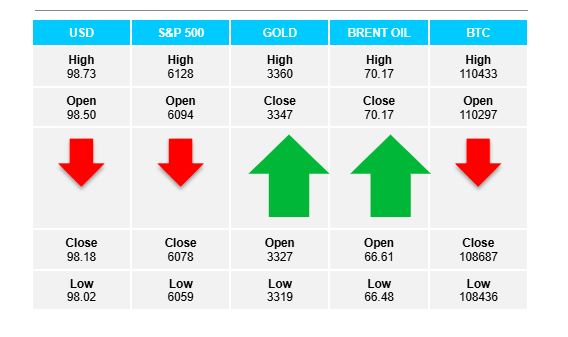 USD S&P 500 GOLD BRENT OIL BTC
High High High High High
98.73 6128 3360 70.17 110433
Open Open Close Close Open
98.50 6094 3347 70.17 110297
Close Close Open Open Close
98.18 6078 3327 66.61 108687
Low Low Low Low Low
98.02 6059 3319 66.48 108436